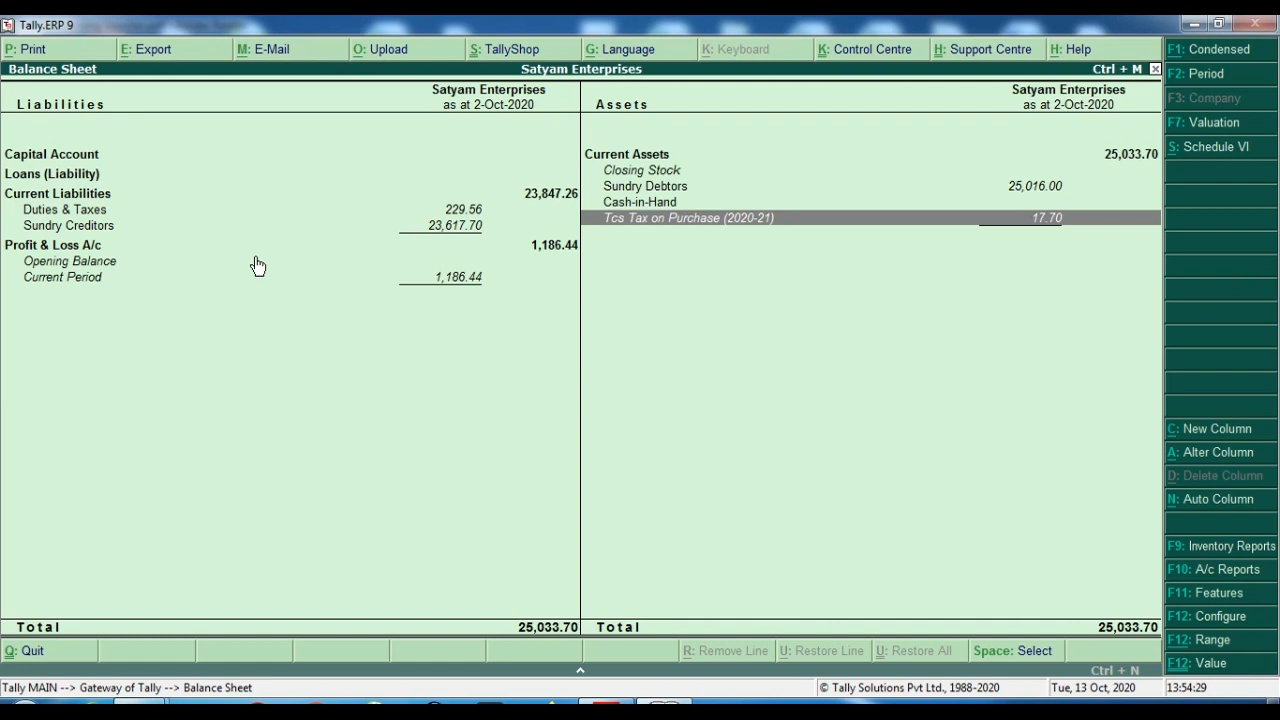 Tally.ERP 9
P: Print E: Export M: E-Mail O: Upload S: TallyShop G: Language K: Keyboard K: Control Centre H: Support Centre H: Help
Balance Sheet Satyam Enterprises Ctrl + M
Liabilities Satyam Enterprises as at 2-Oct-2020
Assets Satyam Enterprises as at 2-Oct-2020
Capital Account
Loans (Liability)
Current Liabilities 23,847.26
Duties & Taxes 229.56
Sundry Creditors 23,617.70
Profit & Loss A/c 1,186.44
Opening Balance
Current Period 1,186.44
Total 25,033.70
Current Assets 25,033.70
Closing Stock
Sundry Debtors 25,016.00
Cash-in-Hand
Tcs Tax on Purchase (2020-21) 17.70
Total 25,033.70
F1: Condensed
F2: Period
F3: Company
F7: Valuation
S: Schedule VI
C: New Column
A: Alter Column
D: Delete Column
N: Auto Column
F9: Inventory Reports
F10: A/c Reports
F11: Features
F12: Configure
F12: Range
F12: Value
Q: Quit R: Remove Line U: Restore Line U: Restore All Space: Select
Ctrl + N
Tally MAIN --> Gateway of Tally --> Balance Sheet © Tally Solutions Pvt Ltd., 1988-2020 Tue, 13 Oct, 2020 13:54:29